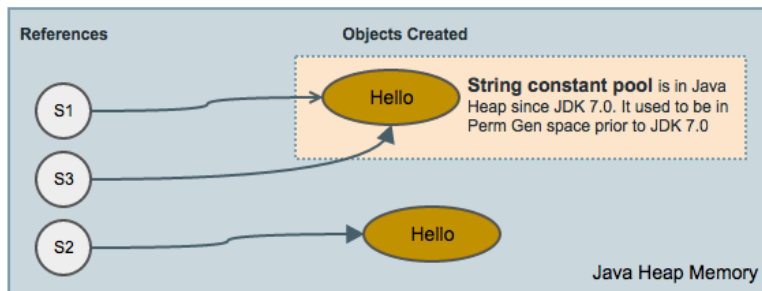 References
Objects Created
S1
Hello
String constant pool is in Java
Heap since JDK 7.0. It used to be in
Perm Gen space prior to JDK 7.0
S3
S2
Hello
Java Heap Memory